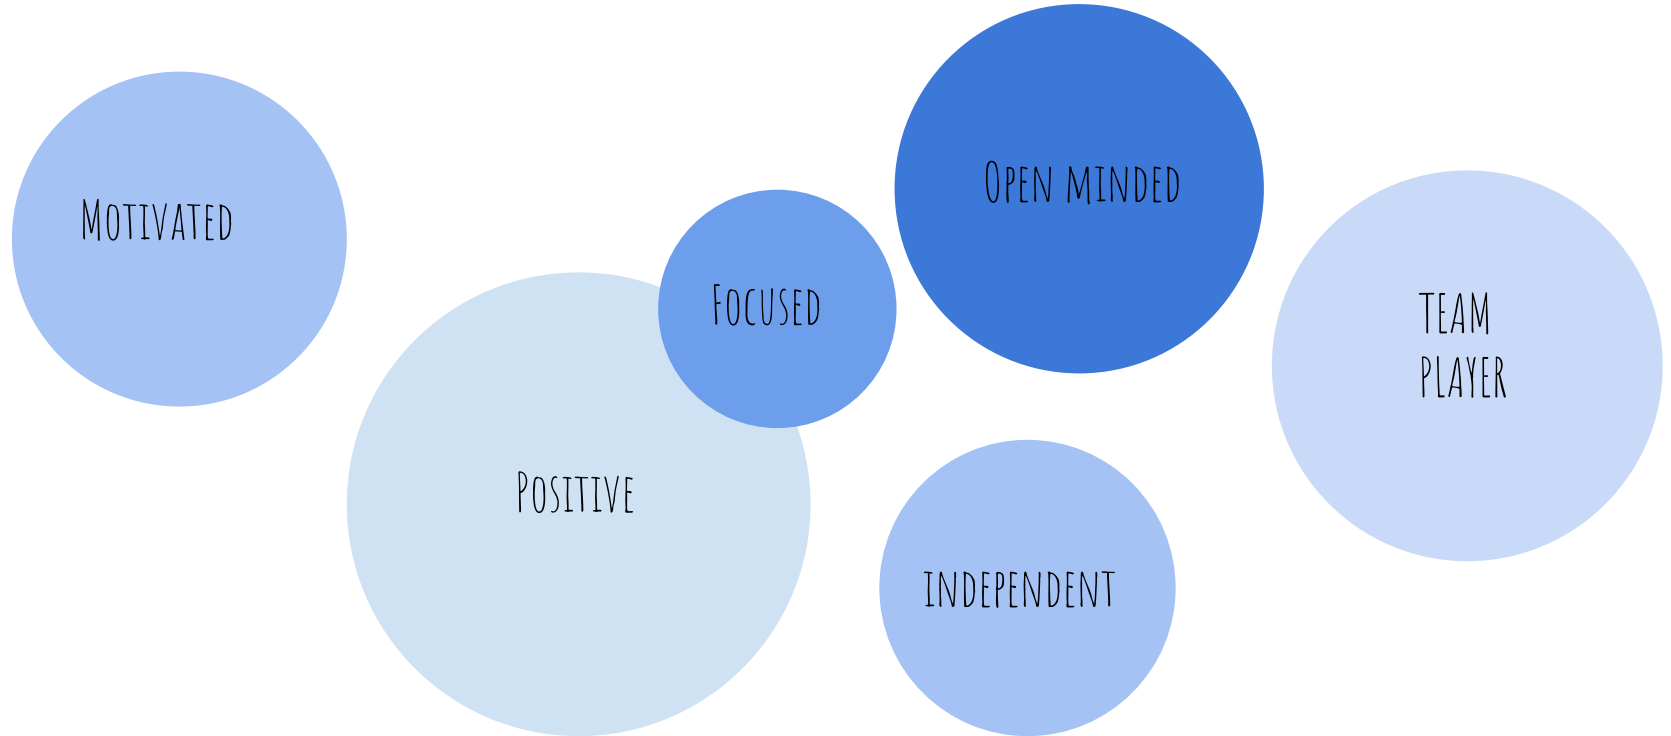 Motivated
Positive
Focused
Open minded
independent
team
player